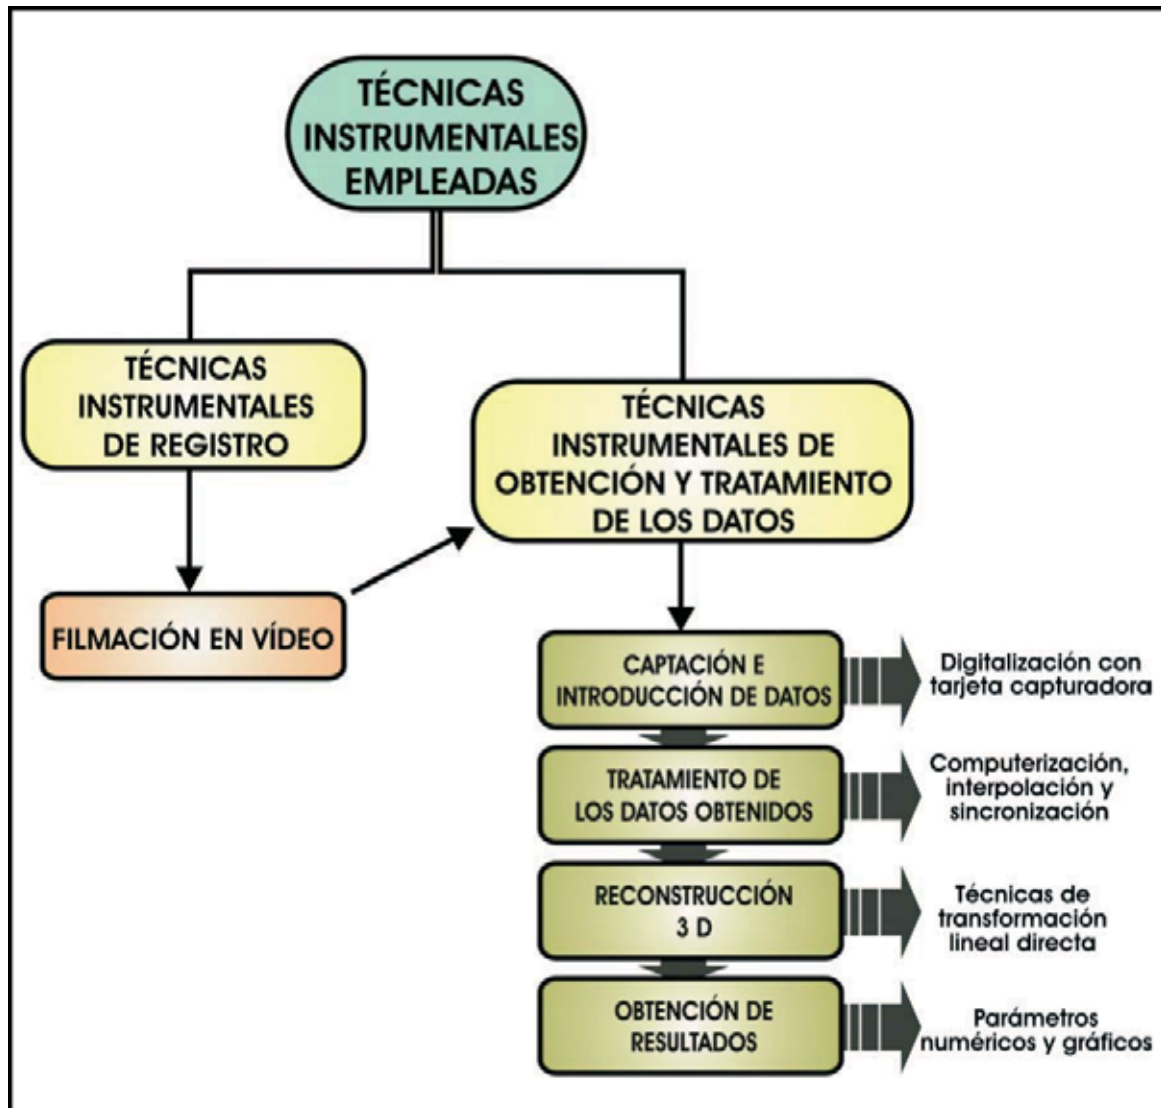 TÉCNICAS
INSTRUMENTALES
EMPLEADAS
TÉCNICAS
INSTRUMENTALES
DE REGISTRO
TÉCNICAS
INSTRUMENTALES DE
OBTENCIÓN Y TRATAMIENTO
DE LOS DATOS
FILMACIÓN EN VÍDEO
CAPTACIÓN E
INTRODUCCIÓN DE DATOS
Digitalización con
tarjeta capturadora
TRATAMIENTO DE
LOS DATOS OBTENIDOS
Computerización,
interpolación y
sincronización
RECONSTRUCCIÓN
3 D
Técnicas de
transformación
lineal directa
OBTENCIÓN DE
RESULTADOS
Parámetros
numéricos y gráficos